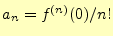 a_n = f^{(n)}(0)/n!